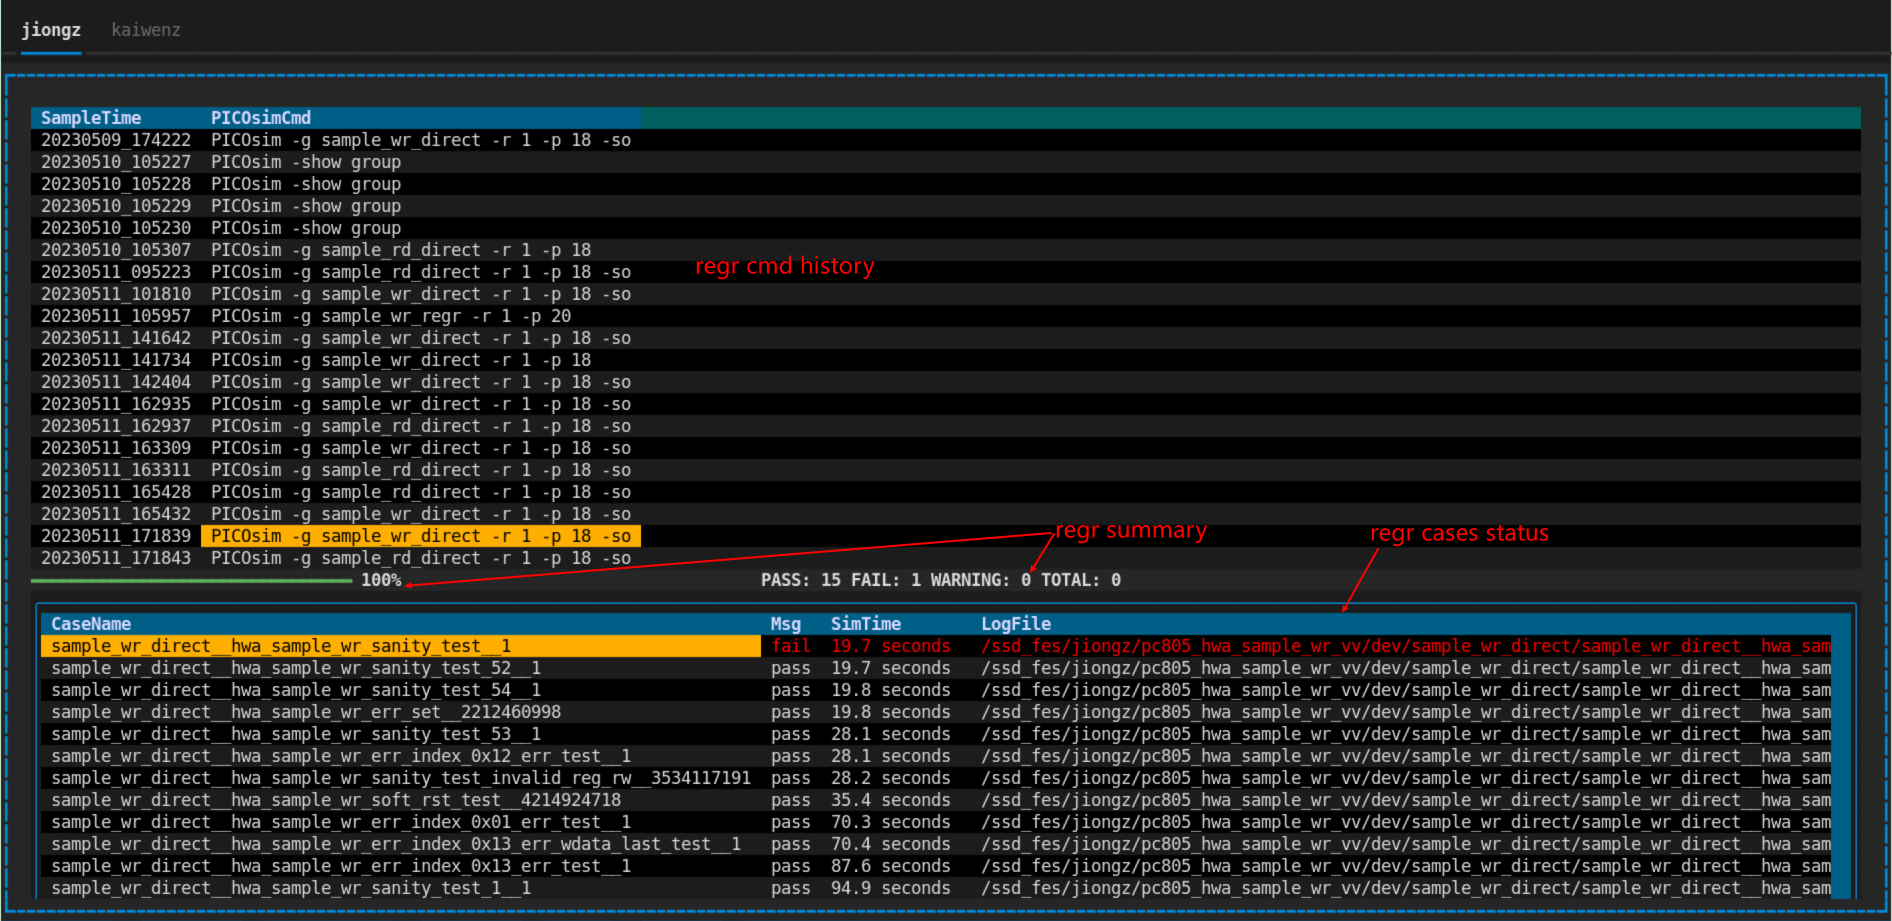 jiongz kaiwenz
SampleTime PICOsimCmd
20230509_174222 PICOsim -g sample_wr_direct -r 1 -p 18 -so
20230510_105227 PICOsim -show group
20230510_105228 PICOsim -show group
20230510_105229 PICOsim -show group
20230510_105230 PICOsim -show group
20230510_105307 PICOsim -g sample_rd_direct -r 1 -p 18
20230511_095223 PICOsim -g sample_rd_direct -r 1 -p 18 -so
regr cmd history
20230511_101810 PICOsim -g sample_wr_direct -r 1 -p 18 -so
20230511_105957 PICOsim -g sample_wr_regr -r 1 -p 20
20230511_141642 PICOsim -g sample_wr_direct -r 1 -p 18 -so
20230511_141734 PICOsim -g sample_wr_direct -r 1 -p 18
20230511_142404 PICOsim -g sample_wr_direct -r 1 -p 18 -so
20230511_162935 PICOsim -g sample_wr_direct -r 1 -p 18 -so
20230511_162937 PICOsim -g sample_rd_direct -r 1 -p 18 -so
20230511_163309 PICOsim -g sample_wr_direct -r 1 -p 18 -so
20230511_163311 PICOsim -g sample_rd_direct -r 1 -p 18 -so
20230511_165428 PICOsim -g sample_rd_direct -r 1 -p 18 -so
20230511_165432 PICOsim -g sample_wr_direct -r 1 -p 18 -so
20230511_171839 PICOsim -g sample_wr_direct -r 1 -p 18 -so
regr summary
regr cases status
20230511_171843 PICOsim -g sample_rd_direct -r 1 -p 18 -so
100% PASS: 15 FAIL: 1 WARNING: 0 TOTAL: 0
CaseName Msg SimTime LogFile
sample_wr_direct__hwa_sample_wr_sanity_test__1 fail 19.7 seconds /ssd_fes/jiongz/pc805_hwa_sample_wr_vv/dev/sample_wr_direct/sample_wr_direct__hwa_sam
sample_wr_direct__hwa_sample_wr_sanity_test_52__1 pass 19.7 seconds /ssd_fes/jiongz/pc805_hwa_sample_wr_vv/dev/sample_wr_direct/sample_wr_direct__hwa_sam
sample_wr_direct__hwa_sample_wr_sanity_test_54__1 pass 19.8 seconds /ssd_fes/jiongz/pc805_hwa_sample_wr_vv/dev/sample_wr_direct/sample_wr_direct__hwa_sam
sample_wr_direct__hwa_sample_wr_err_set__2212460998 pass 19.8 seconds /ssd_fes/jiongz/pc805_hwa_sample_wr_vv/dev/sample_wr_direct/sample_wr_direct__hwa_sam
sample_wr_direct__hwa_sample_wr_sanity_test_53__1 pass 28.1 seconds /ssd_fes/jiongz/pc805_hwa_sample_wr_vv/dev/sample_wr_direct/sample_wr_direct__hwa_sam
sample_wr_direct__hwa_sample_wr_err_index_0x12_err_test__1 pass 28.1 seconds /ssd_fes/jiongz/pc805_hwa_sample_wr_vv/dev/sample_wr_direct/sample_wr_direct__hwa_sam
sample_wr_direct__hwa_sample_wr_sanity_test_invalid_reg_rw__3534117191 pass 28.2 seconds /ssd_fes/jiongz/pc805_hwa_sample_wr_vv/dev/sample_wr_direct/sample_wr_direct__hwa_sam
sample_wr_direct__hwa_sample_wr_soft_rst_test__4214924718 pass 35.4 seconds /ssd_fes/jiongz/pc805_hwa_sample_wr_vv/dev/sample_wr_direct/sample_wr_direct__hwa_sam
sample_wr_direct__hwa_sample_wr_err_index_0x01_err_test__1 pass 70.3 seconds /ssd_fes/jiongz/pc805_hwa_sample_wr_vv/dev/sample_wr_direct/sample_wr_direct__hwa_sam
sample_wr_direct__hwa_sample_wr_err_index_0x13_err_wdata_last_test__1 pass 70.4 seconds /ssd_fes/jiongz/pc805_hwa_sample_wr_vv/dev/sample_wr_direct/sample_wr_direct__hwa_sam
sample_wr_direct__hwa_sample_wr_err_index_0x13_err_test__1 pass 87.6 seconds /ssd_fes/jiongz/pc805_hwa_sample_wr_vv/dev/sample_wr_direct/sample_wr_direct__hwa_sam
sample_wr_direct__hwa_sample_wr_sanity_test_1__1 pass 94.9 seconds /ssd_fes/jiongz/pc805_hwa_sample_wr_vv/dev/sample_wr_direct/sample_wr_direct__hwa_sam